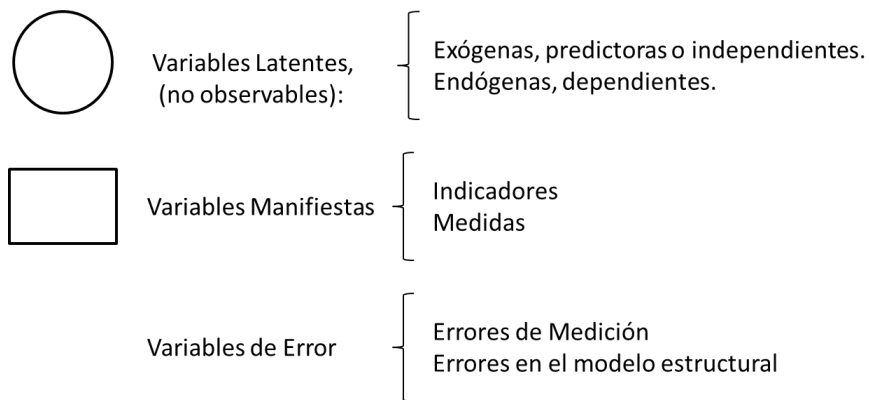 Variables Latentes,
(no observables):
Exógenas, predictoras o independientes.
Endógenas, dependientes.
Variables Manifiestas
Indicadores
Medidas
Variables de Error
Errores de Medición
Errores en el modelo estructural